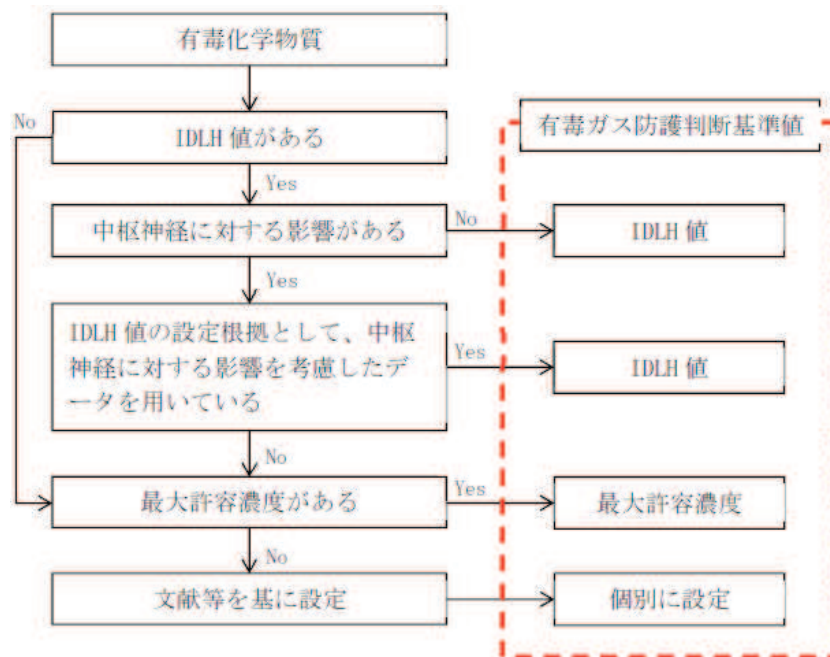 有毒化学物質
No
IDLH 値がある
有毒ガス防護判断基準値
Yes
中枢神経に対する影響がある
No
IDLH 値
Yes
IDLH 値の設定根拠として、中枢
神経に対する影響を考慮したデ
ータを用いている
Yes
IDLH 値
No
最大許容濃度がある
Yes
最大許容濃度
No
文献等を基に設定
個別に設定